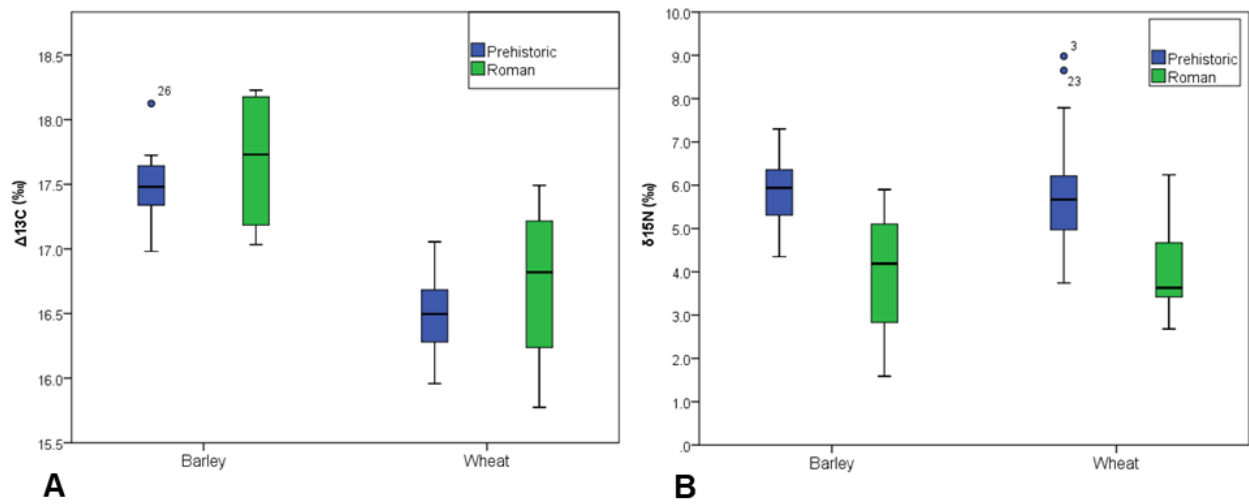 18.5
18.0
17.5
17.0
16.5
16.0
15.5
Δ13C (‰)
26
Prehistoric
Roman
Barley
Wheat
A
10.0
9.0
8.0
7.0
6.0
5.0
4.0
3.0
2.0
1.0
.0
δ15N (‰)
3
23
Prehistoric
Roman
Barley
Wheat
B